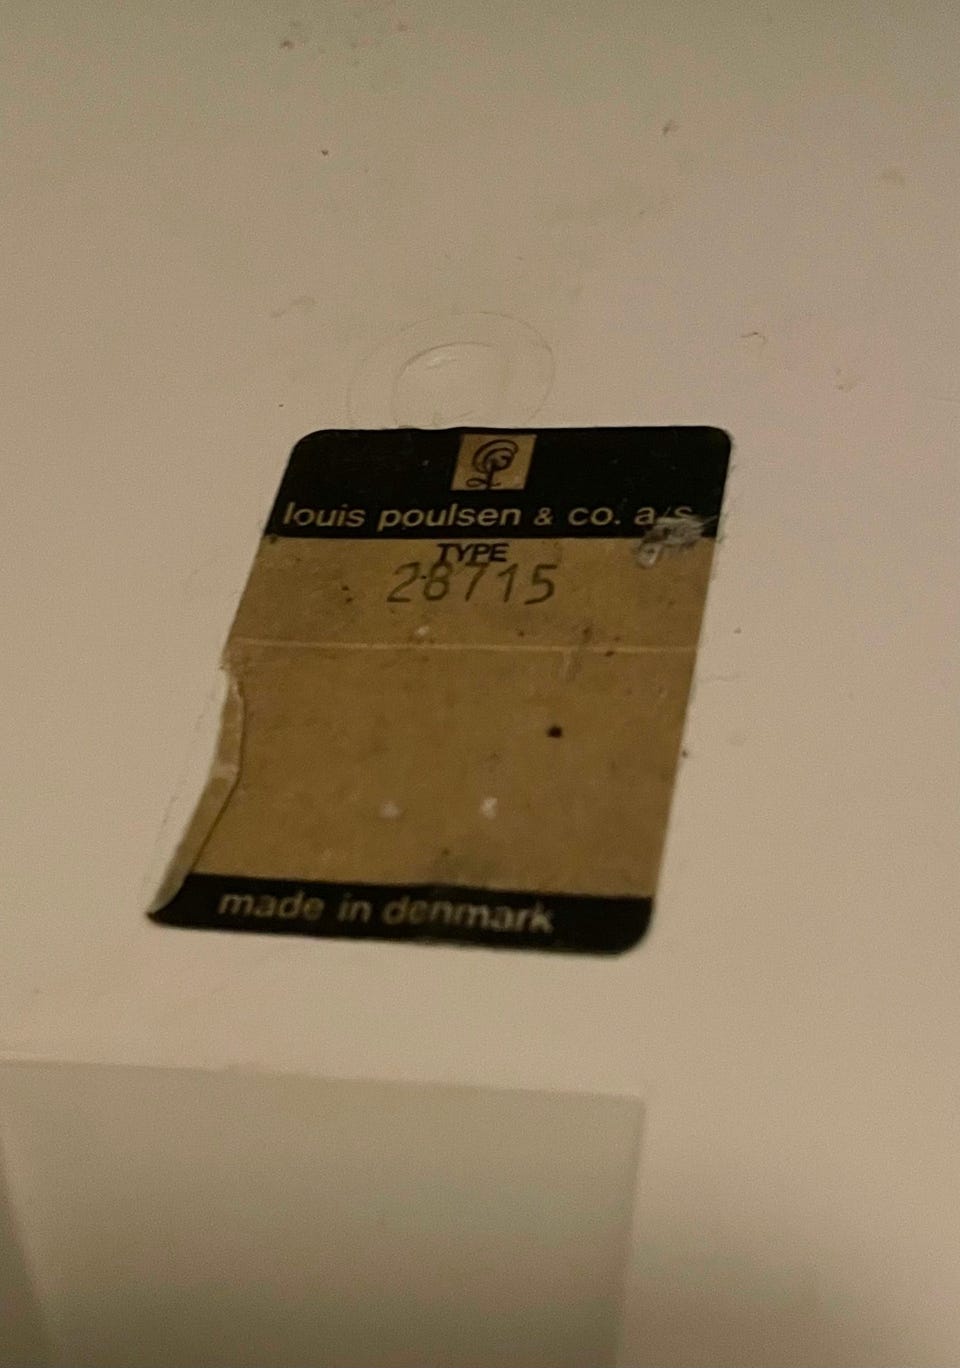 louis poulsen & co. a/s
TYPE
28715
made in denmark